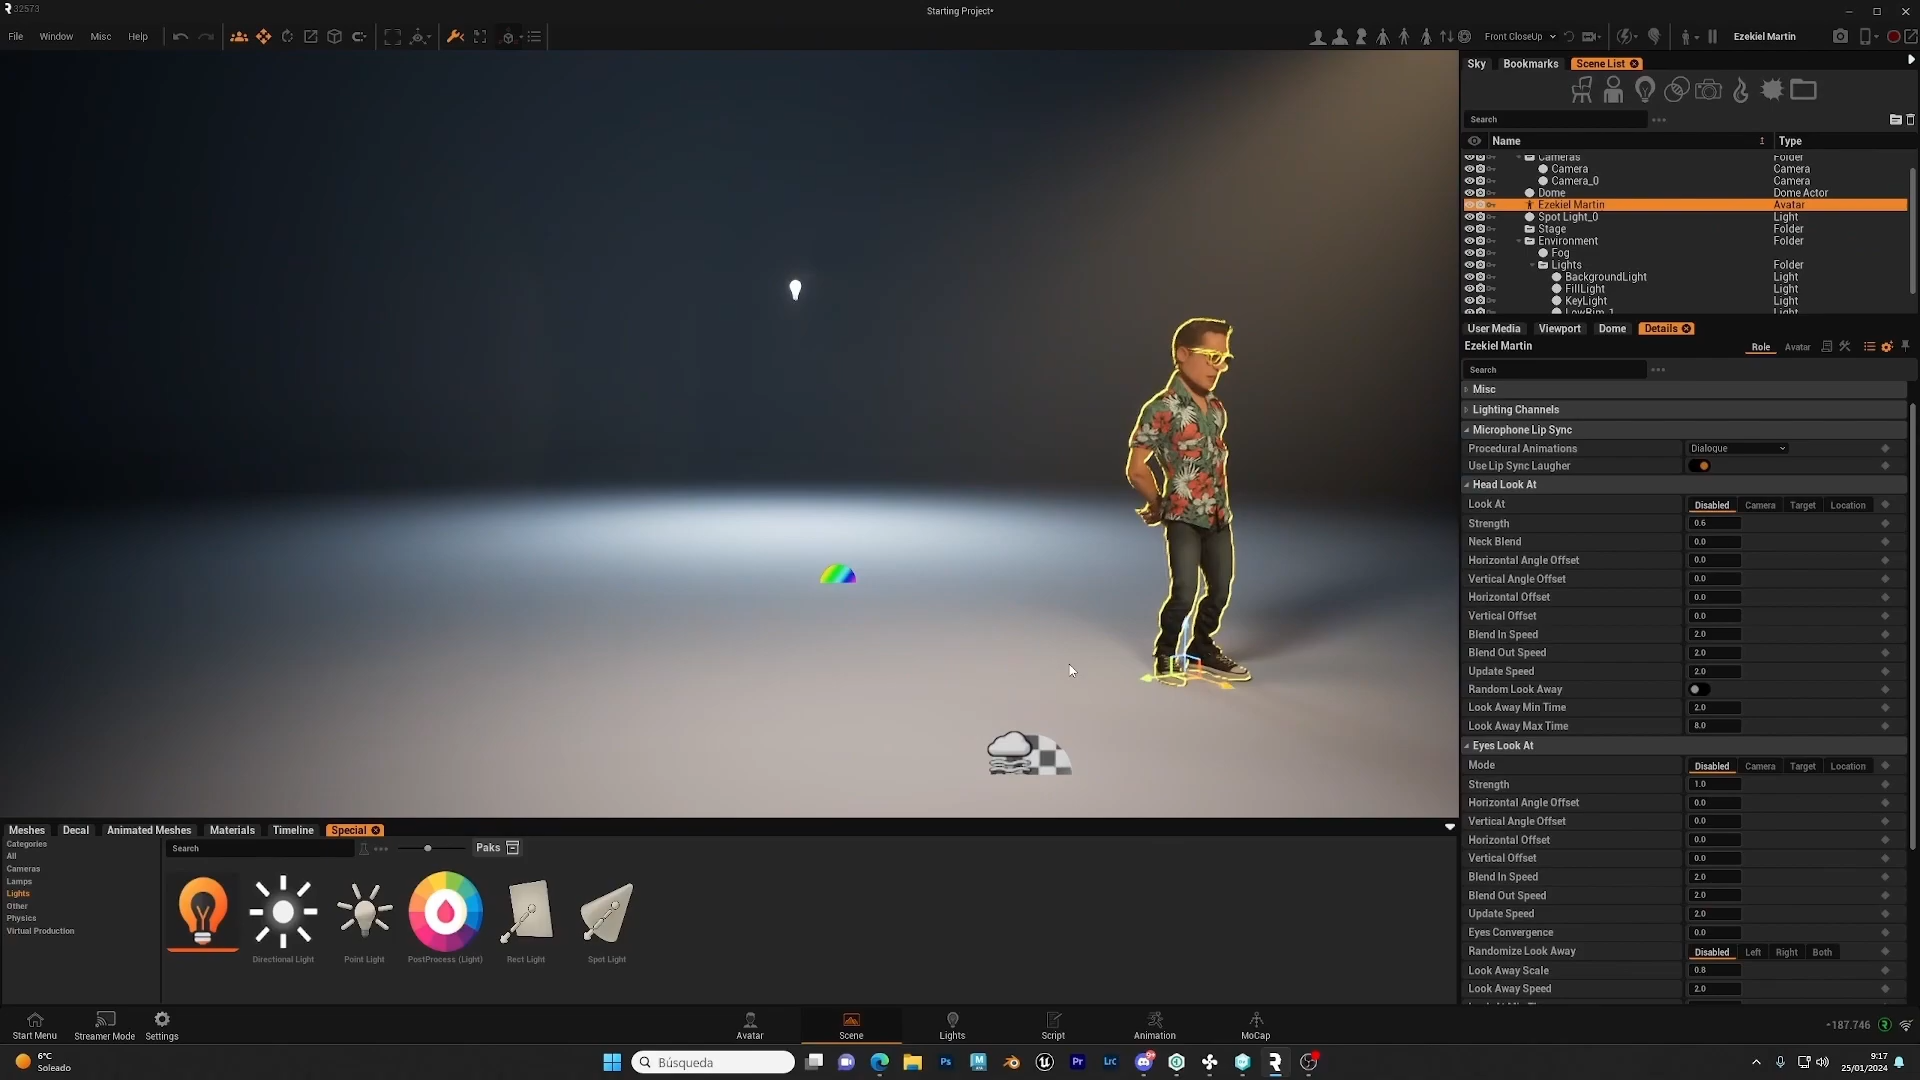 32573
Starting Project*
File Window Misc Help
Front CloseUp
Ezekiel Martin
Sky Bookmarks Scene List
Search
Name Type
Cameras Folder
Camera Camera
Camera_0 Camera
Dome Dome Actor
Ezekiel Martin Avatar
Spot Light_0 Light
Stage Folder
Environment Folder
Fog
Lights Folder
BackgroundLight Light
FillLight Light
KeyLight Light
LowRim_1 Light
User Media Viewport Dome Details
Ezekiel Martin Role Avatar
Search
Misc
Lighting Channels
Microphone Lip Sync
Procedural Animations Dialogue
Use Lip Sync Laugher
Head Look At
Look At Disabled Camera Target Location
Strength 0.6
Neck Blend 0.0
Horizontal Angle Offset 0.0
Vertical Angle Offset 0.0
Horizontal Offset 0.0
Vertical Offset 0.0
Blend In Speed 2.0
Blend Out Speed 2.0
Update Speed 2.0
Random Look Away
Look Away Min Time 2.0
Look Away Max Time 8.0
Eyes Look At
Mode Disabled Camera Target Location
Strength 1.0
Horizontal Angle Offset 0.0
Vertical Angle Offset 0.0
Horizontal Offset 0.0
Vertical Offset 0.0
Blend In Speed 2.0
Blend Out Speed 2.0
Update Speed 2.0
Eyes Convergence 0.0
Randomize Look Away Disabled Left Right Both
Look Away Scale 0.8
Look Away Speed 2.0
Meshes Decal Animated Meshes Materials Timeline Special
Categories
All
Cameras
Lamps
Lights
Other
Physics
Virtual Production
Search Paks
Directional Light Point Light PostProcess (Light) Rect Light Spot Light
Start Menu Streamer Mode Settings
Avatar Scene Lights Script Animation MoCap
187.746
6°C
Soleado
Búsqueda
Ps Pr Lrc
9:17
25/01/2024